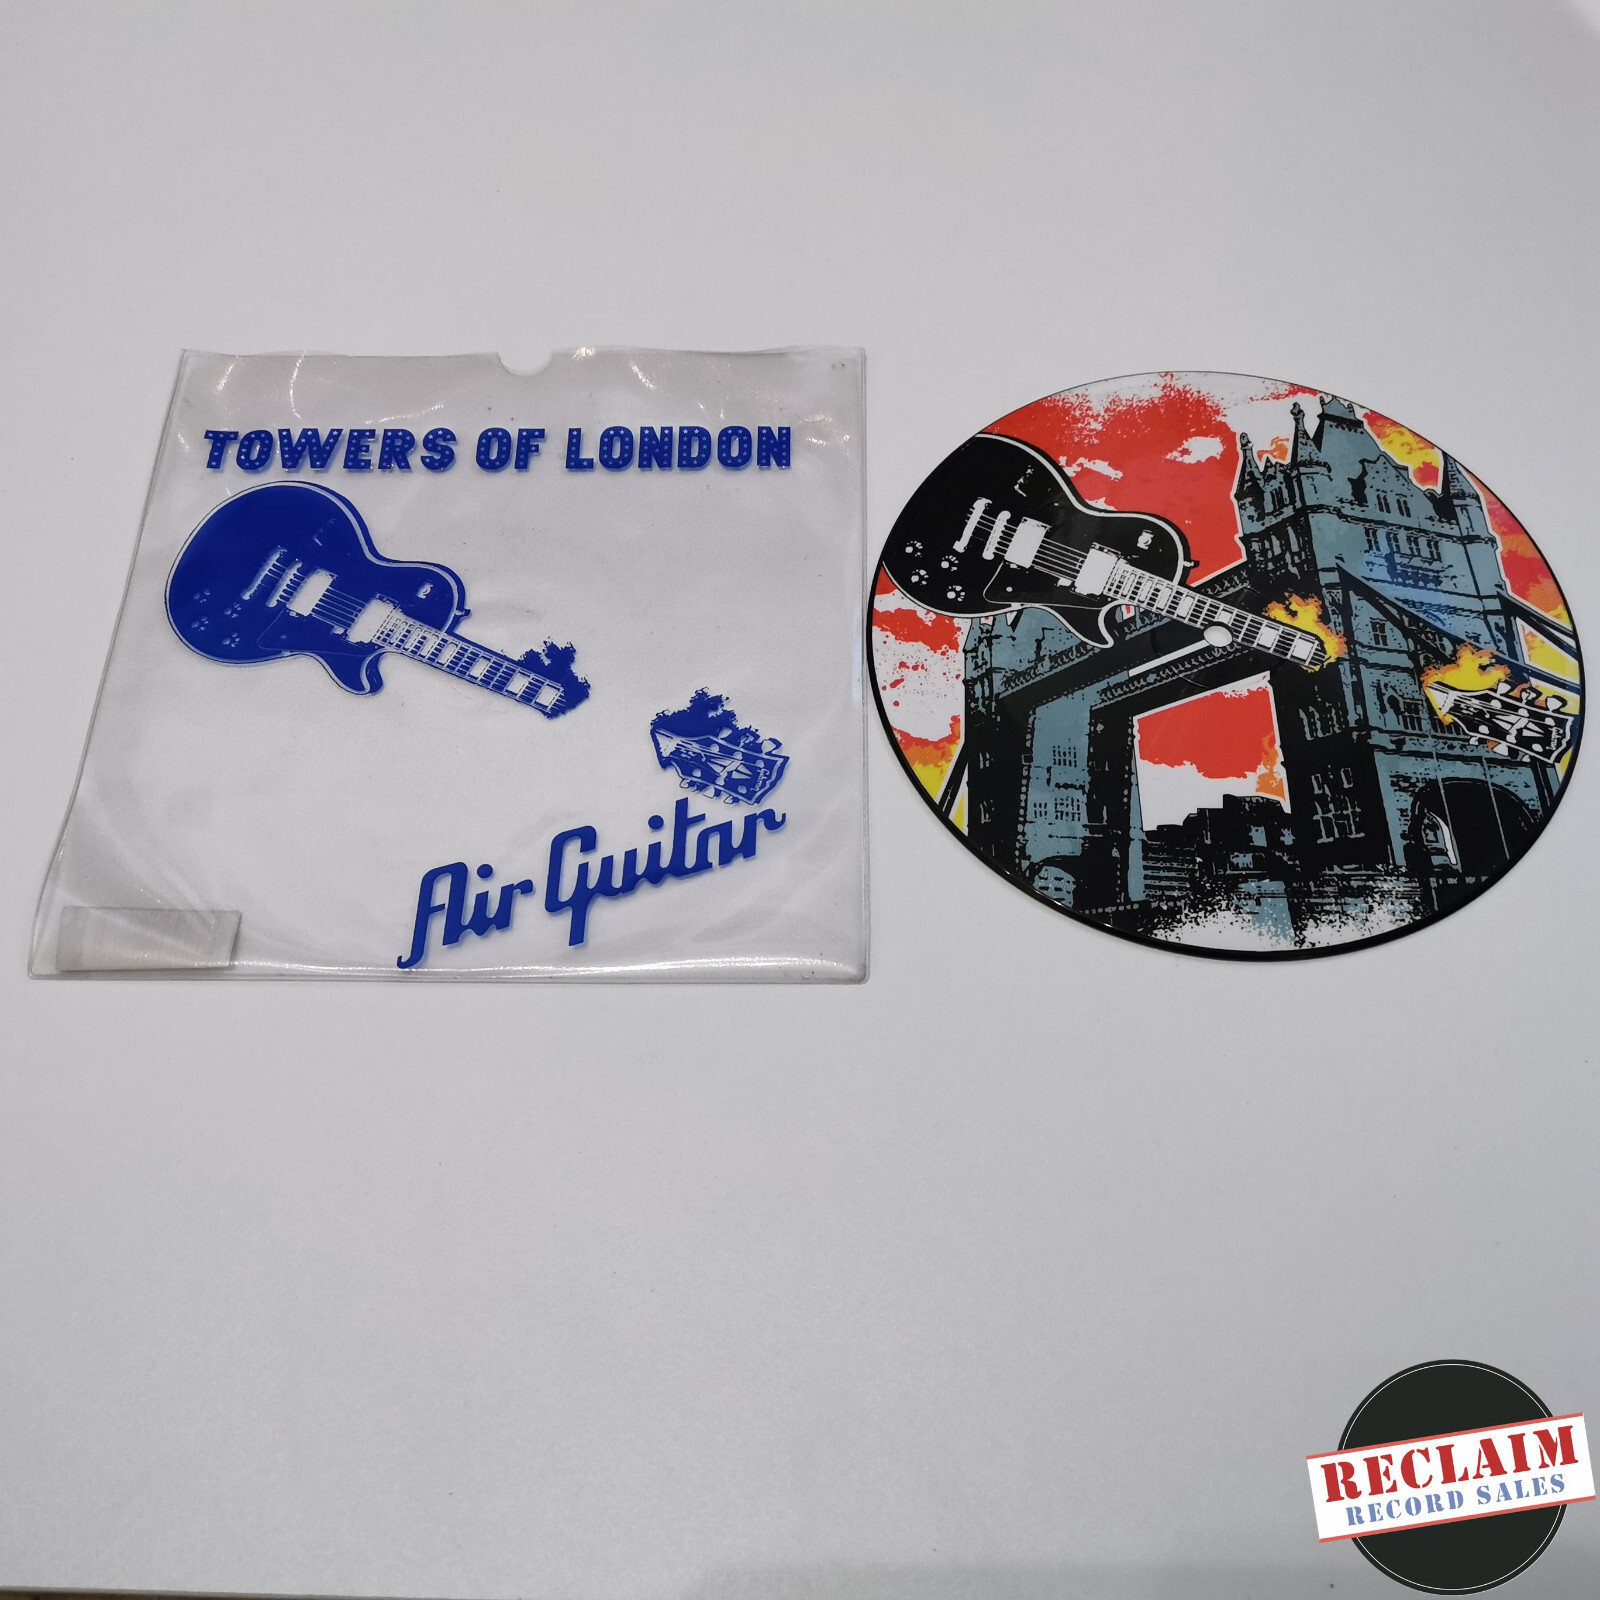 TOWERS OF LONDON
Air Guitar
RECLAIM
RECORD SALES